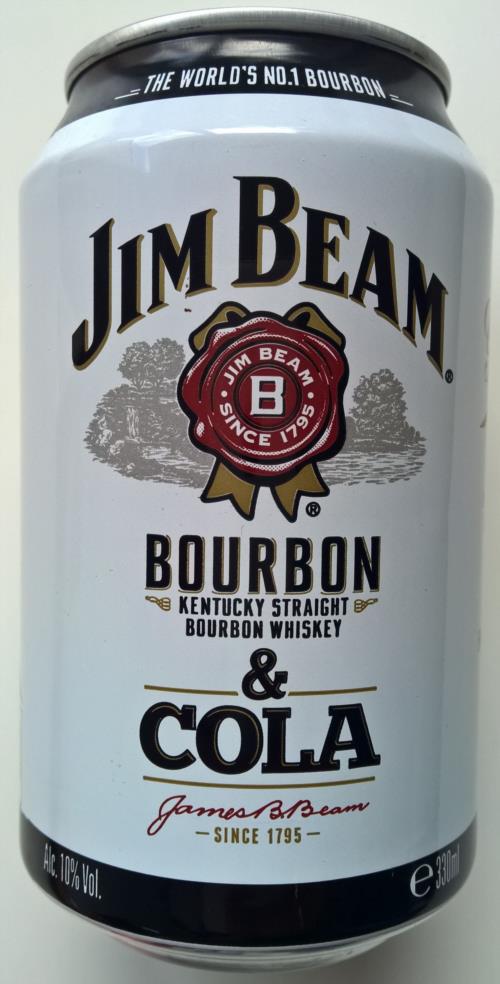 THE WORLD'S NO.1 BOURBON
JIM BEAM®
JIM BEAM
B
SINCE 1795
®
BOURBON
KENTUCKY STRAIGHT
BOURBON WHISKEY
&
COLA
James B. Beam
SINCE 1795
Alc. 10% Vol.
e 330ml